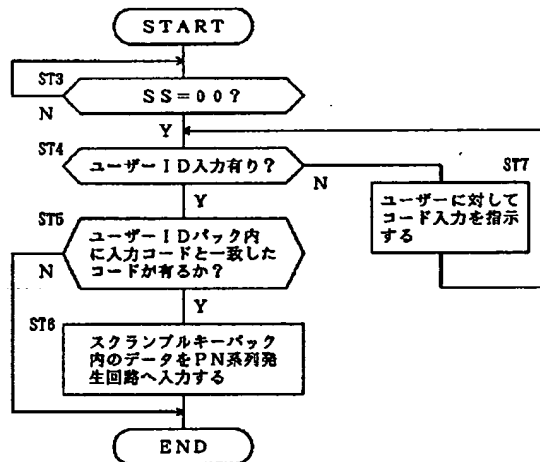 START
ST3
SS=00?
N
Y
ST4
ユーザーID入力有り?
N
ST7
Y
ユーザーに対して
コード入力を指示
する
ST5
ユーザーIDパック内
に入力コードと一致した
コードが有るか?
N
Y
ST6
スクランブルキーパック
内のデータをPN系列発
生回路へ入力する
END